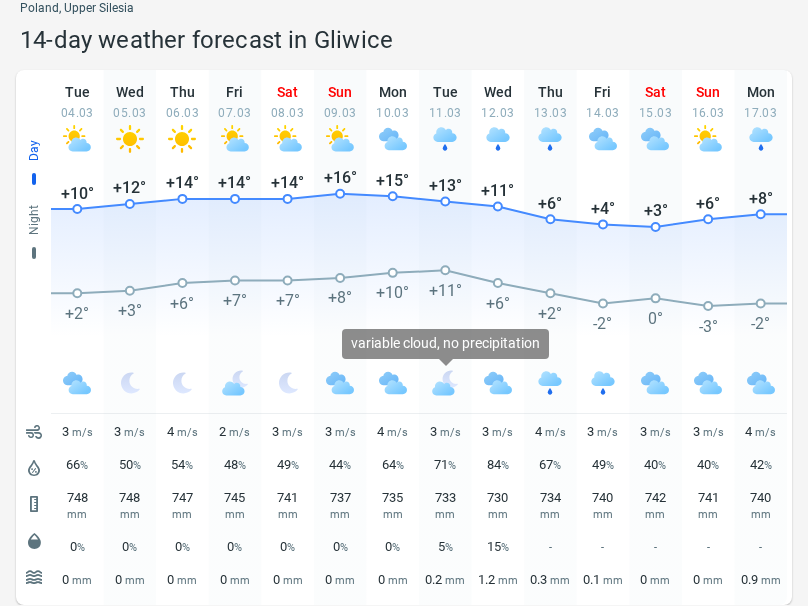 Poland, Upper Silesia
14-day weather forecast in Gliwice
Tue Wed Thu Fri Sat Sun Mon Tue Wed Thu Fri Sat Sun Mon
04.03 05.03 06.03 07.03 08.03 09.03 10.03 11.03 12.03 13.03 14.03 15.03 16.03 17.03
Day
+10° +12° +14° +14° +14° +16° +15° +13° +11° +6° +4° +3° +6° +8°
Night
+2° +3° +6° +7° +7° +8° +10° +11° +6° +2° -2° 0° -3° -2°
variable cloud, no precipitation
3 m/s 3 m/s 4 m/s 2 m/s 3 m/s 3 m/s 4 m/s 3 m/s 3 m/s 4 m/s 3 m/s 3 m/s 3 m/s 4 m/s
66% 50% 54% 48% 49% 44% 64% 71% 84% 67% 49% 40% 40% 42%
748 748 747 745 741 737 735 733 730 734 740 742 741 740
mm mm mm mm mm mm mm mm mm mm mm mm mm mm
0% 0% 0% 0% 0% 0% 0% 5% 15% - - - - -
0 mm 0 mm 0 mm 0 mm 0 mm 0 mm 0 mm 0.2 mm 1.2 mm 0.3 mm 0.1 mm 0 mm 0 mm 0.9 mm